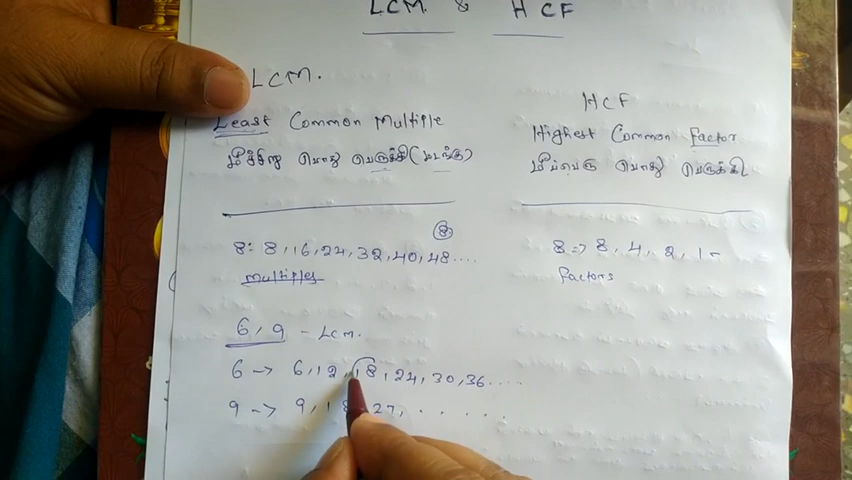 LCM & HCF
LCM.
Least Common Multiple
மீச்சிறு பொது பெருக்கி (மடங்கு)
8
8: 8, 16, 24, 32, 40, 48....
Multiples
6, 9 - LCM.
6 → 6, 12, 18, 24, 30, 36....
9 → 9, 18, 27, ......
HCF
Highest Common factor
மீப்பெரு பொது பெருக்கி
8 => 8, 4, 2, 1 -
factors